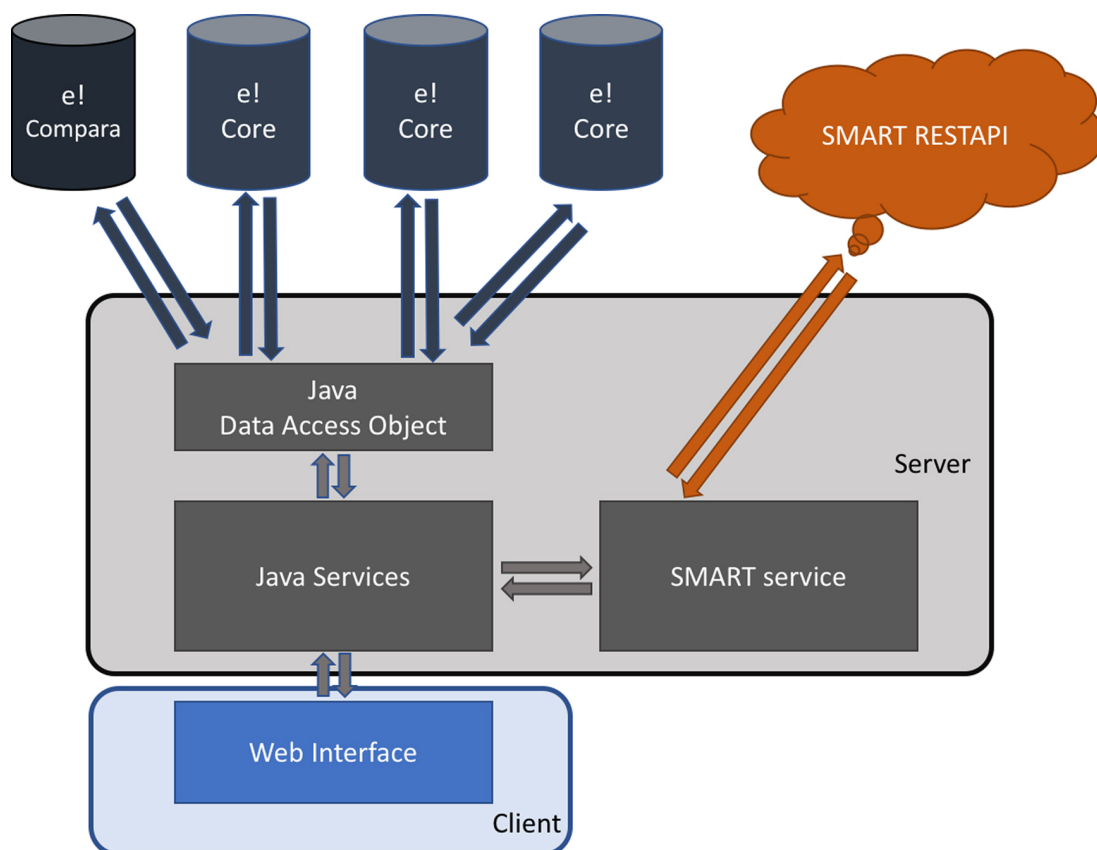 e!
Compara
e!
Core
e!
Core
e!
Core
SMART RESTAPI
Java
Data Access Object
Server
Java Services
SMART service
Web Interface
Client